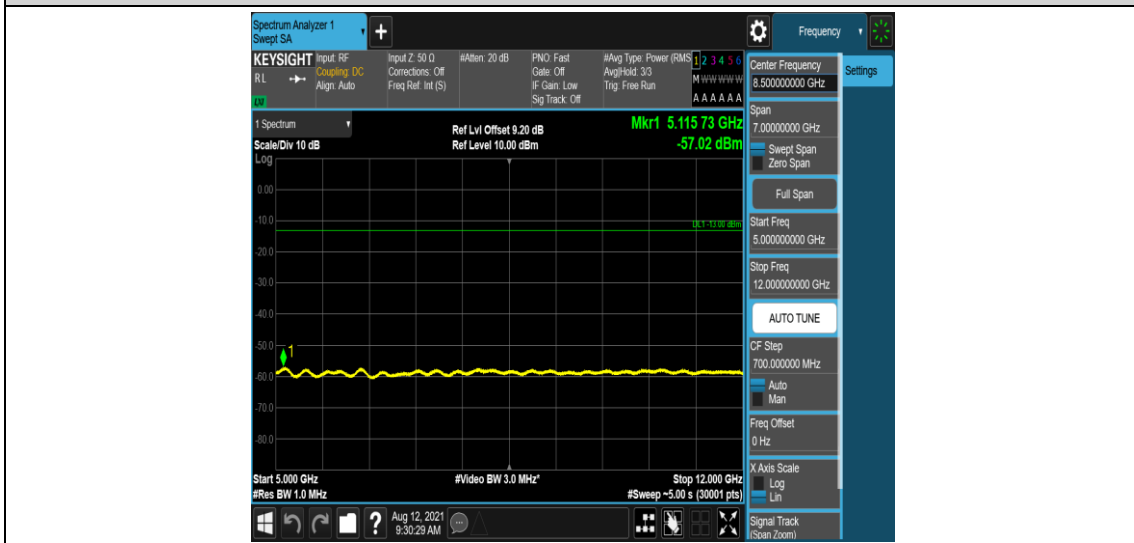 Spectrum Analyzer 1
Swept SA
Frequency
KEYSIGHT
RL
LXI
Input: RF
Coupling: DC
Align: Auto
Input Z: 50 Ω
Corrections: Off
Freq Ref: Int (S)
#Atten: 20 dB
PNO: Fast
Gate: Off
IF Gain: Low
Sig Track: Off
#Avg Type: Power (RMS
Avg|Hold: 3/3
Trig: Free Run
1 2 3 4 5 6
M W W W W W
A A A A A A
1 Spectrum
Scale/Div 10 dB
Log
Ref Lvl Offset 9.20 dB
Ref Level 10.00 dBm
Mkr1 5.115 73 GHz
-57.02 dBm
0.00
-10.0
DL1 -13.00 dBm
-20.0
-30.0
-40.0
-50.0
1
-60.0
-70.0
-80.0
Start 5.000 GHz
#Res BW 1.0 MHz
#Video BW 3.0 MHz*
Stop 12.000 GHz
#Sweep ~5.00 s (30001 pts)
Aug 12, 2021
9:30:29 AM
Center Frequency
8.500000000 GHz
Settings
Span
7.00000000 GHz
Swept Span
Zero Span
Full Span
Start Freq
5.000000000 GHz
Stop Freq
12.000000000 GHz
AUTO TUNE
CF Step
700.000000 MHz
Auto
Man
Freq Offset
0 Hz
X Axis Scale
Log
Lin
Signal Track
(Span Zoom)